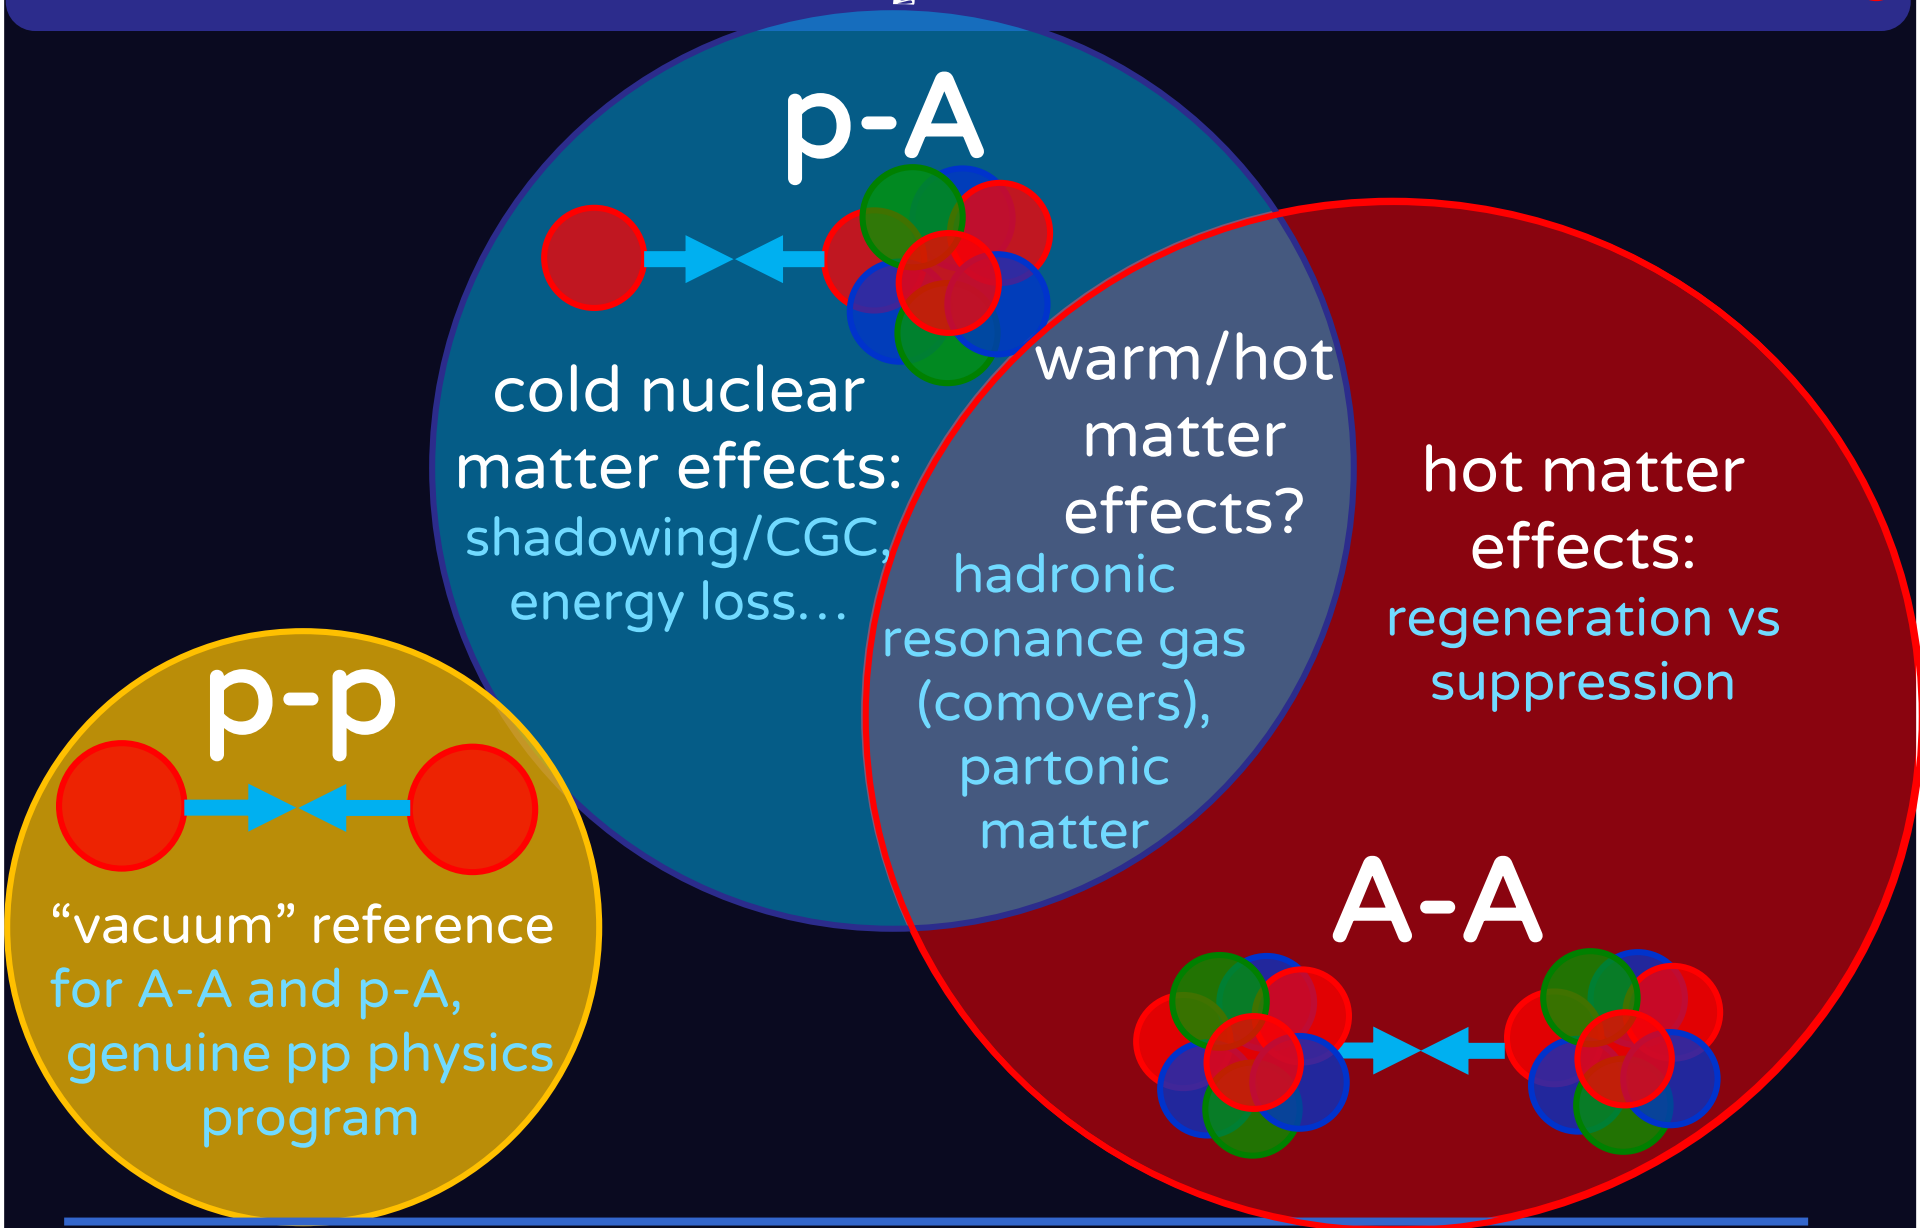 p-A
cold nuclear
matter effects:
shadowing/CGC,
energy loss...
warm/hot
matter
effects?
hadronic
resonance gas
(comovers),
partonic
matter
hot matter
effects:
regeneration vs
suppression
A-A
p-p
“vacuum” reference
for A-A and p-A,
genuine pp physics
program